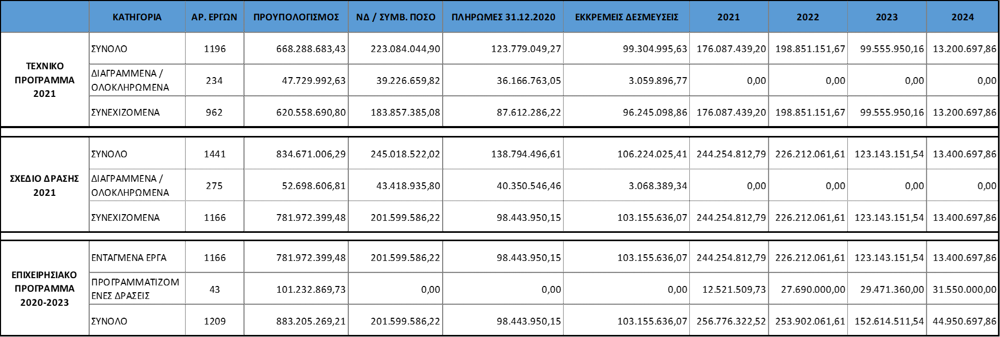 ΚΑΤΗΓΟΡΙΑ ΑΡ. ΕΡΓΩΝ ΠΡΟΥΠΟΛΟΓΙΣΜΟΣ ΝΔ / ΣΥΜΒ. ΠΟΣΟ ΠΛΗΡΩΜΕΣ 31.12.2020 ΕΚΚΡΕΜΕΙΣ ΔΕΣΜΕΥΣΕΙΣ 2021 2022 2023 2024
ΤΕΧΝΙΚΟ
ΠΡΟΓΡΑΜΜΑ
2021
ΣΥΝΟΛΟ 1196 668.288.683,43 223.084.044,90 123.779.049,27 99.304.995,63 176.087.439,20 198.851.151,67 99.555.950,16 13.200.697,86
ΔΙΑΓΡΑΜΜΕΝΑ /
ΟΛΟΚΛΗΡΩΜΕΝΑ 234 47.729.992,63 39.226.659,82 36.166.763,05 3.059.896,77 0,00 0,00 0,00 0,00
ΣΥΝΕΧΙΖΟΜΕΝΑ 962 620.558.690,80 183.857.385,08 87.612.286,22 96.245.098,86 176.087.439,20 198.851.151,67 99.555.950,16 13.200.697,86
ΣΧΕΔΙΟ ΔΡΑΣΗΣ
2021
ΣΥΝΟΛΟ 1441 834.671.006,29 245.018.522,02 138.794.496,61 106.224.025,41 244.254.812,79 226.212.061,61 123.143.151,54 13.400.697,86
ΔΙΑΓΡΑΜΜΕΝΑ /
ΟΛΟΚΛΗΡΩΜΕΝΑ 275 52.698.606,81 43.418.935,80 40.350.546,46 3.068.389,34 0,00 0,00 0,00 0,00
ΣΥΝΕΧΙΖΟΜΕΝΑ 1166 781.972.399,48 201.599.586,22 98.443.950,15 103.155.636,07 244.254.812,79 226.212.061,61 123.143.151,54 13.400.697,86
ΕΠΙΧΕΙΡΗΣΙΑΚΟ
ΠΡΟΓΡΑΜΜΑ
2020-2023
ΕΝΤΑΓΜΕΝΑ ΕΡΓΑ 1166 781.972.399,48 201.599.586,22 98.443.950,15 103.155.636,07 244.254.812,79 226.212.061,61 123.143.151,54 13.400.697,86
ΠΡΟΓΡΑΜΜΑΤΙΖΟΜ
ΕΝΕΣ ΔΡΑΣΕΙΣ 43 101.232.869,73 0,00 0,00 0,00 12.521.509,73 27.690.000,00 29.471.360,00 31.550.000,00
ΣΥΝΟΛΟ 1209 883.205.269,21 201.599.586,22 98.443.950,15 103.155.636,07 256.776.322,52 253.902.061,61 152.614.511,54 44.950.697,86